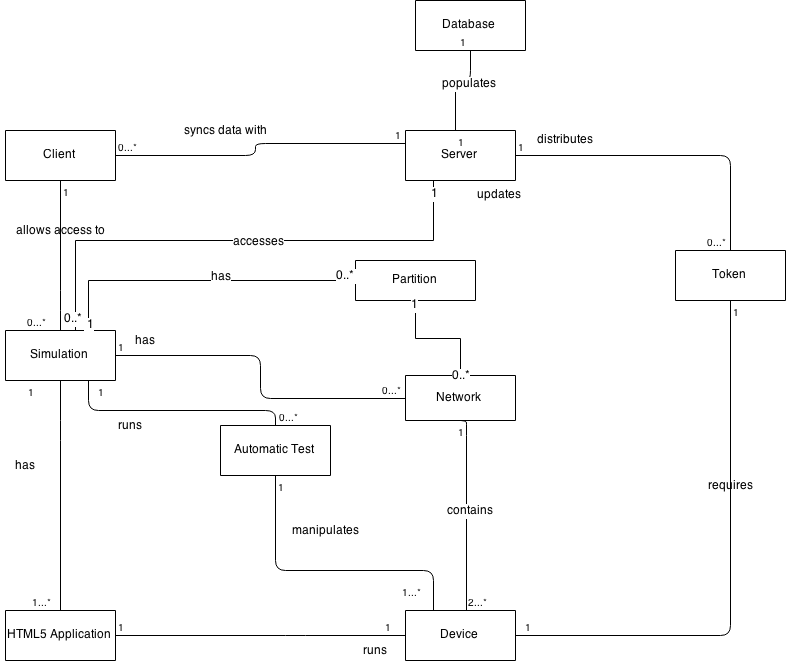 Database
1
populates
syncs data with
1
1
1
distributes
Client
0...*
Server
1
1
updates
allows access to
accesses
0...*
Token
has
0..*
Partition
1
0...*
0..*
1
1
Simulation
1
has
0..*
0...*
Network
1
1
runs
0...*
1
Automatic Test
has
1
requires
contains
manipulates
1...*
1...*
2...*
HTML5 Application
1
1
Device
1
runs